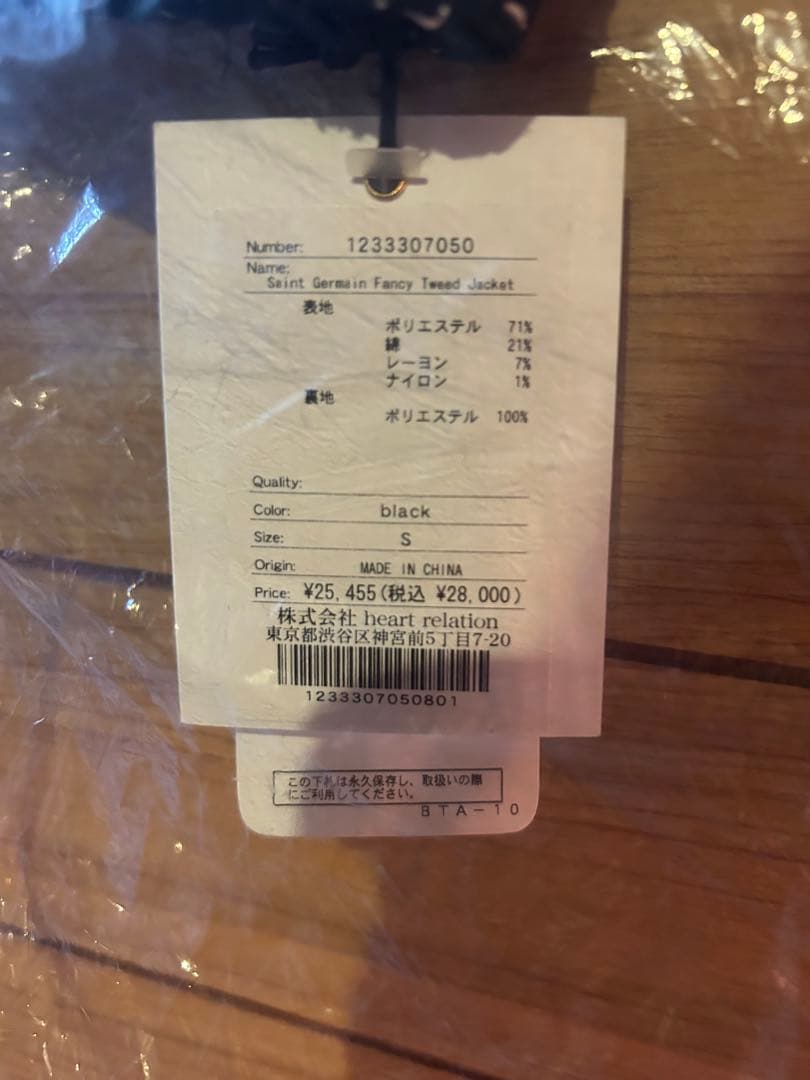 Number: 1233307050
Name:
Saint Germain Fancy Tweed Jacket
表地
ポリエステル 71%
綿 21%
レーヨン 7%
ナイロン 1%
裏地
ポリエステル 100%
Quality:
Color: black
Size: S
Origin: MADE IN CHINA
Price: ¥25,455(税込 ¥28,000)
株式会社 heart relation
東京都渋谷区神宮前5丁目7-20
1233307050801
この下札は永久保存し、取扱いの際
にご利用してください。
BTA-10